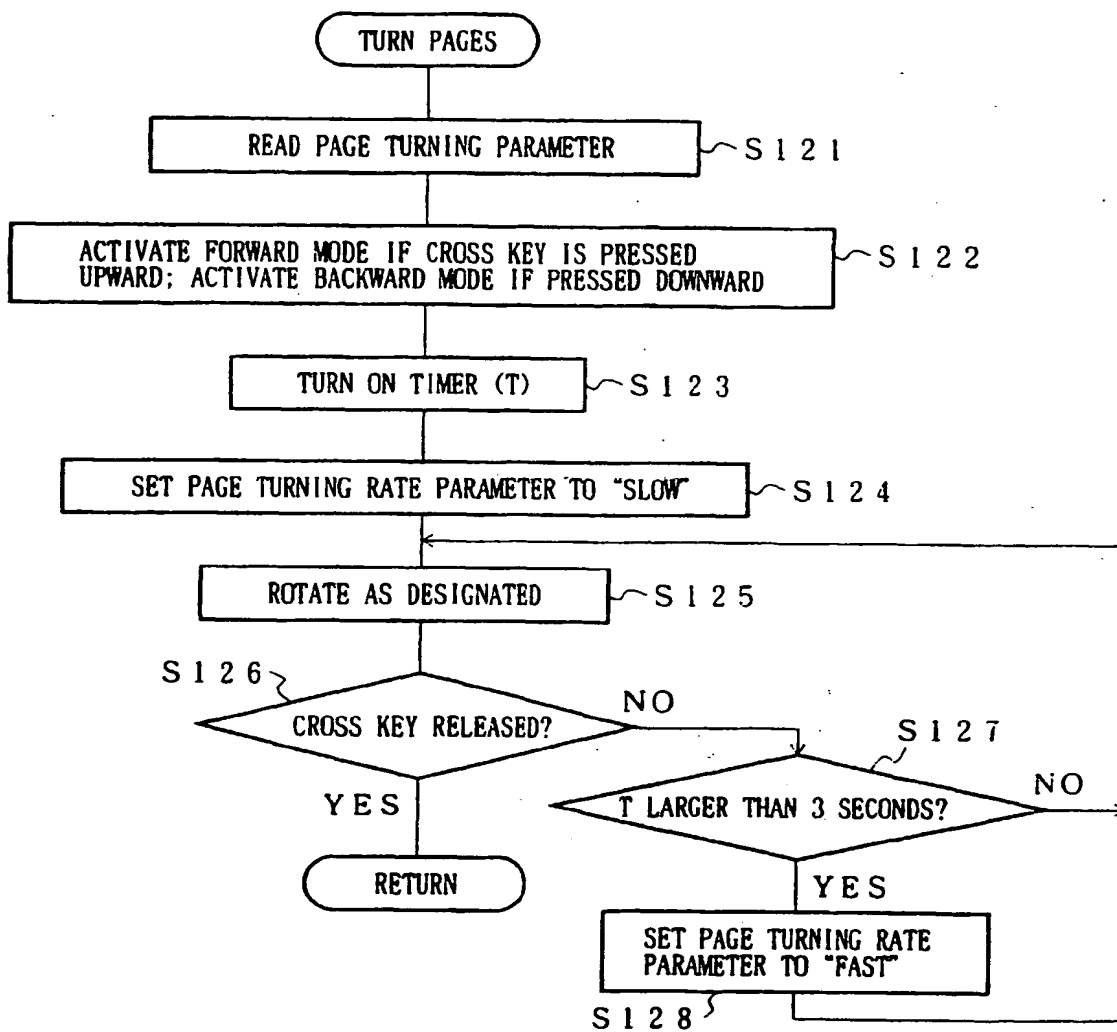 TURN PAGES
READ PAGE TURNING PARAMETER
S121
ACTIVATE FORWARD MODE IF CROSS KEY IS PRESSED
UPWARD; ACTIVATE BACKWARD MODE IF PRESSED DOWNWARD
S122
TURN ON TIMER (T)
S123
SET PAGE TURNING RATE PARAMETER TO "SLOW"
S124
ROTATE AS DESIGNATED
S125
S126
CROSS KEY RELEASED?
NO
YES
RETURN
S127
T LARGER THAN 3 SECONDS?
NO
YES
SET PAGE TURNING RATE
PARAMETER TO "FAST"
S128